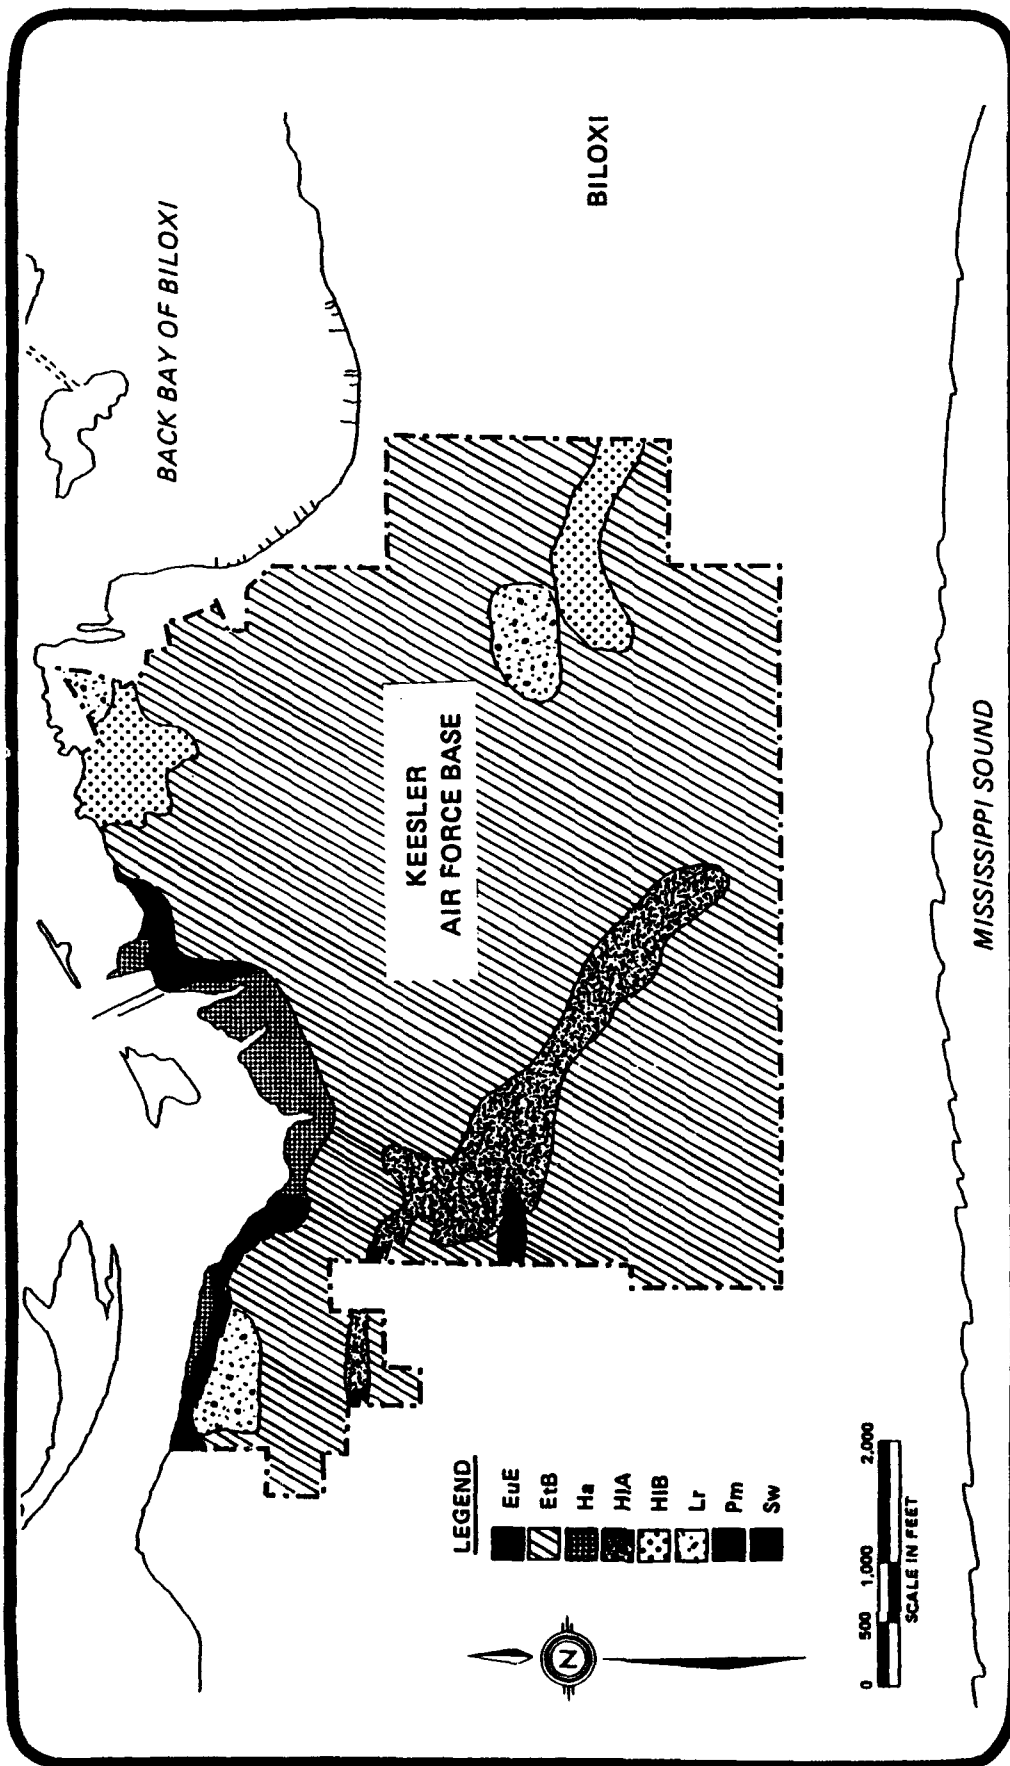 BACK BAY OF BILOXI
BILOXI
KEESLER
AIR FORCE BASE
MISSISSIPPI SOUND
LEGEND
EuE
EtB
Ha
HlA
HlB
Lr
Pm
Sw
N
0 500 1,000 2,000
SCALE IN FEET